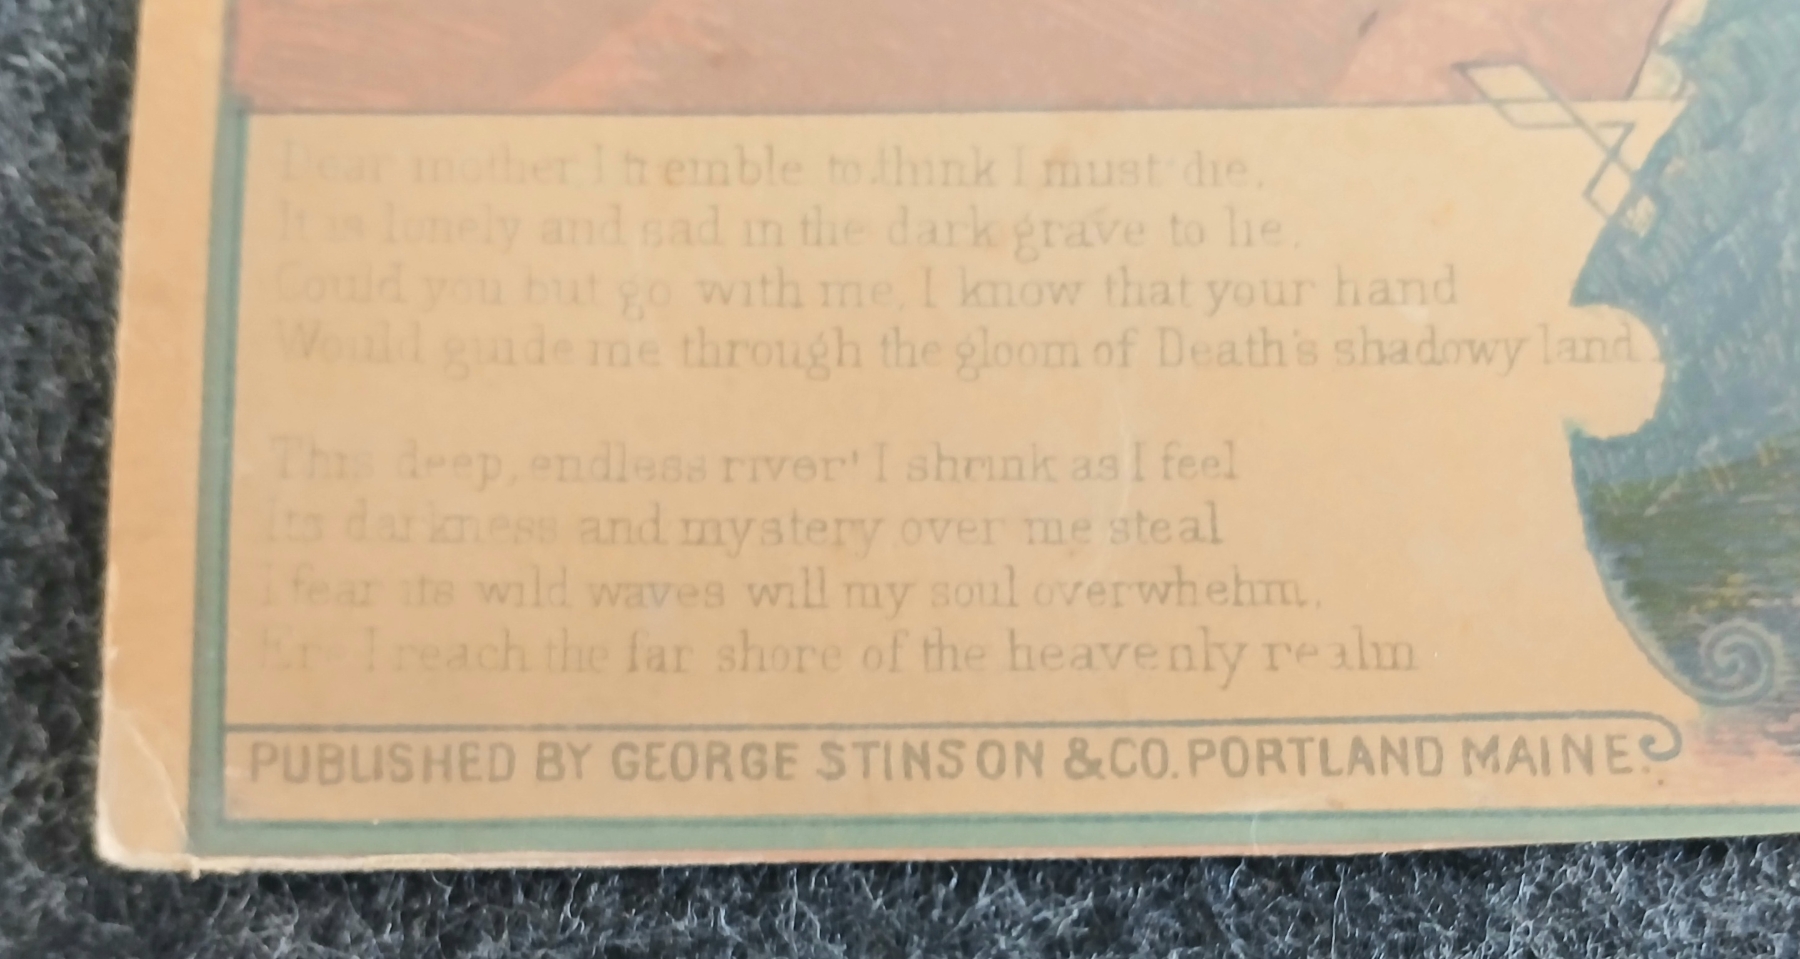 Dear mother I tremble to think I must die,
It is lonely and sad in the dark grave to lie,
Could you but go with me, I know that your hand
Would guide me through the gloom of Death's shadowy land.
This deep, endless river! I shrink as I feel
Its darkness and mystery over me steal
I fear its wild waves will my soul overwhelm,
Ere I reach the far shore of the heavenly realm
PUBLISHED BY GEORGE STINSON & CO. PORTLAND MAINE.